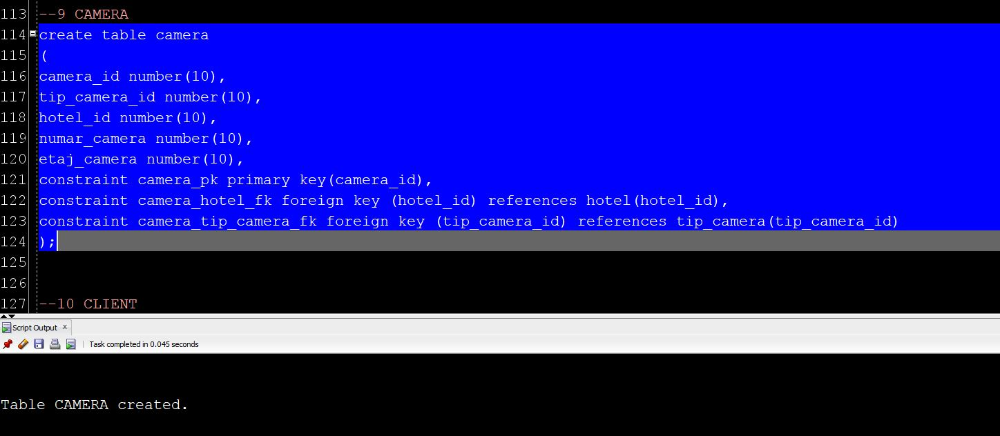 113 --9 CAMERA
114 create table camera
115 (
116 camera_id number(10),
117 tip_camera_id number(10),
118 hotel_id number(10),
119 numar_camera number(10),
120 etaj_camera number(10),
121 constraint camera_pk primary key(camera_id),
122 constraint camera_hotel_fk foreign key (hotel_id) references hotel(hotel_id),
123 constraint camera_tip_camera_fk foreign key (tip_camera_id) references tip_camera(tip_camera_id)
124 );
125
126
127 --10 CLIENT
Script Output x
Task completed in 0.045 seconds
Table CAMERA created.